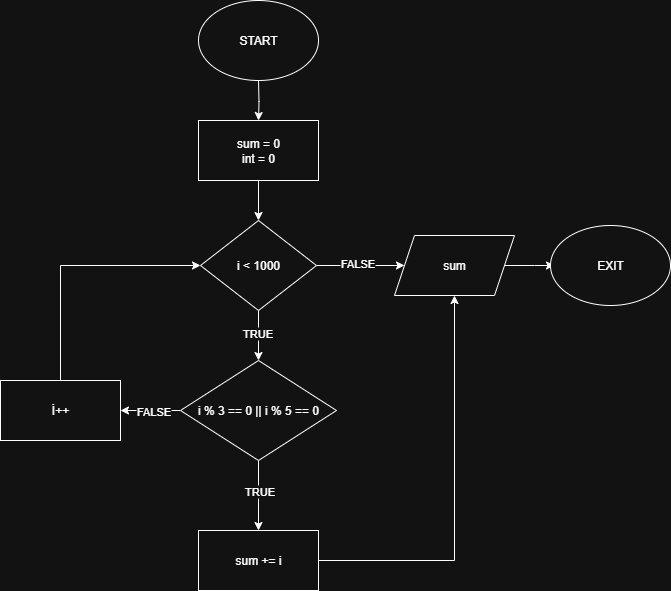 START
sum = 0
int = 0
i < 1000
FALSE
sum
EXIT
TRUE
i++
FALSE
i % 3 == 0 || i % 5 == 0
TRUE
sum += i